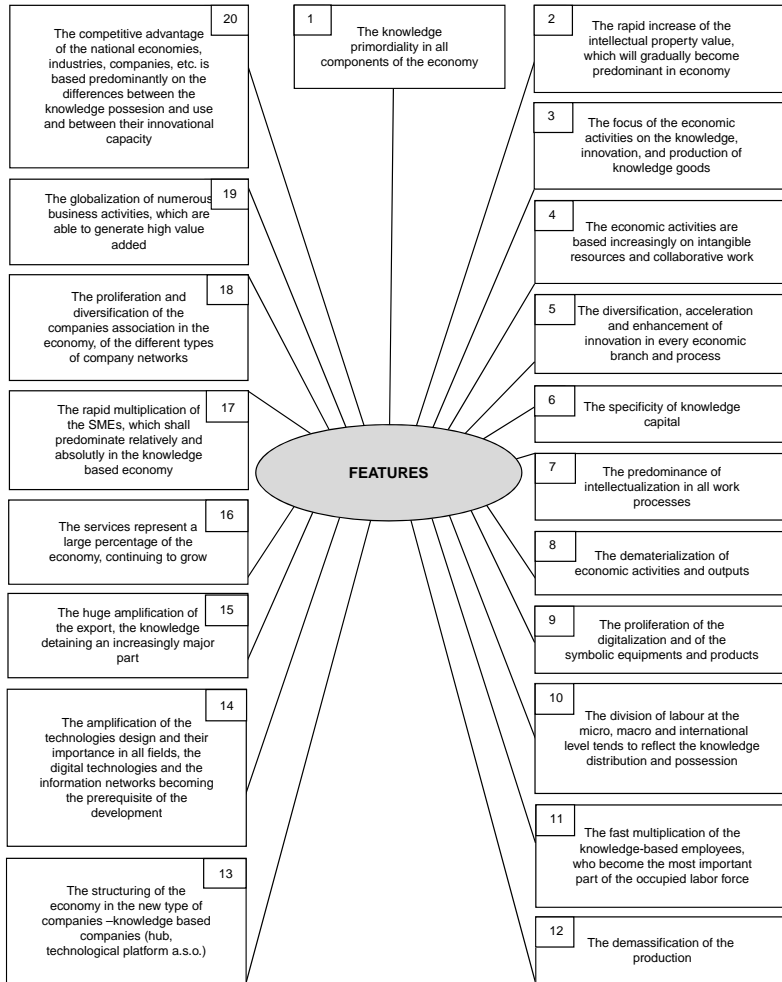 1
The knowledge
primordiality in all
components of the economy
2
The rapid increase of the
intellectual property value,
which will gradually become
predominant in economy
3
The focus of the economic
activities on the knowledge,
innovation, and production of
knowledge goods
4
The economic activities are
based increasingly on intangible
resources and collaborative work
5
The diversification, acceleration
and enhancement of
innovation in every economic
branch and process
6
The specificity of knowledge
capital
7
The predominance of
intellectualization in all work
processes
8
The dematerialization of
economic activities and outputs
9
The proliferation of the
digitalization and of the
symbolic equipments and products
10
The division of labour at the
micro, macro and international
level tends to reflect the knowledge
distribution and possession
11
The fast multiplication of the
knowledge-based employees,
who become the most important
part of the occupied labor force
12
The demassification of the
production
13
The structuring of the
economy in the new type of
companies –knowledge based
companies (hub,
technological platform a.s.o.)
14
The amplification of the
technologies design and their
importance in all fields, the
digital technologies and the
information networks becoming
the prerequisite of the
development
15
The huge amplification of
the export, the knowledge
detaining an increasingly major
part
16
The services represent a
large percentage of the
economy, continuing to grow
17
The rapid multiplication of
the SMEs, which shall
predominate relatively and
absolutly in the knowledge
based economy
18
The proliferation and
diversification of the
companies association in the
economy, of the different types
of company networks
19
The globalization of numerous
business activities, which are
able to generate high value
added
20
The competitive advantage
of the national economies,
industries, companies, etc. is
based predominantly on the
differences between the
knowledge possesion and use
and between their innovational
capacity
FEATURES